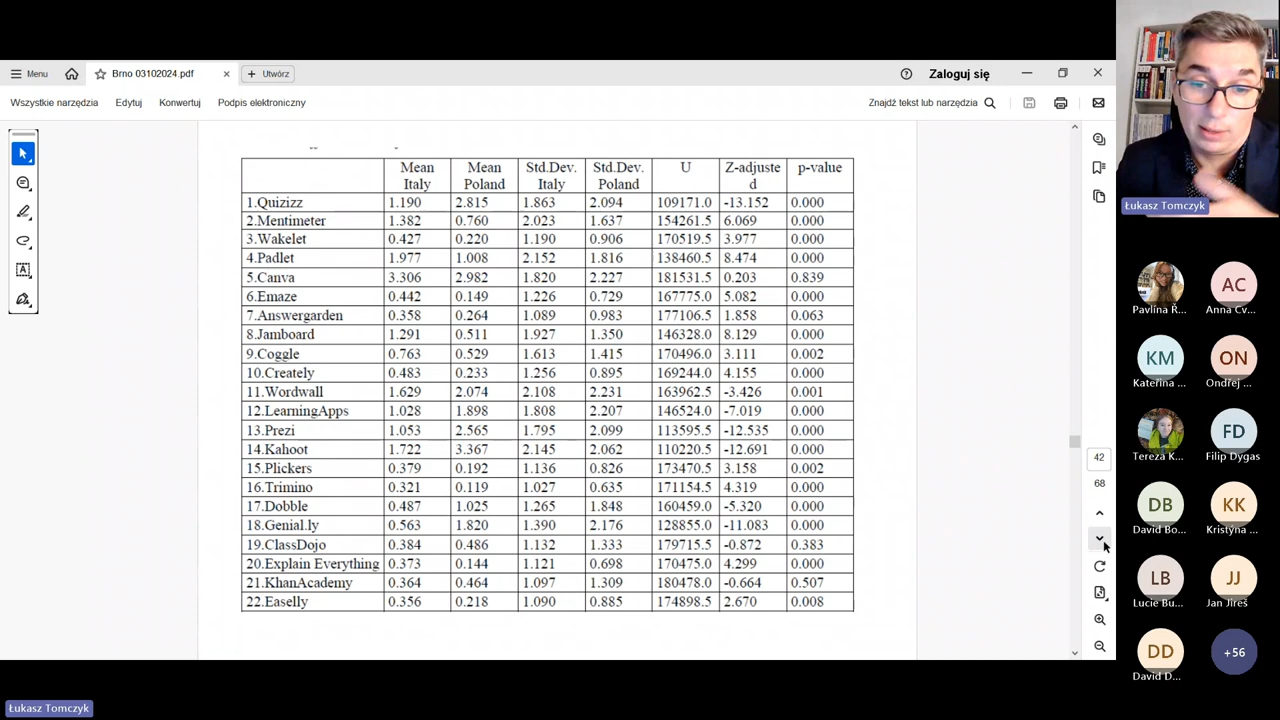 Menu
Brno 03102024.pdf
Utwórz
Zaloguj się
Wszystkie narzędzia Edytuj Konwertuj Podpis elektroniczny
Znajdź tekst lub narzędzia
Mean Italy Mean Poland Std.Dev. Italy Std.Dev. Poland U Z-adjusted p-value
1.Quizizz 1.190 2.815 1.863 2.094 109171.0 -13.152 0.000
2.Mentimeter 1.382 0.760 2.023 1.637 154261.5 6.069 0.000
3.Wakelet 0.427 0.220 1.190 0.906 170519.5 3.977 0.000
4.Padlet 1.977 1.008 2.152 1.816 138460.5 8.474 0.000
5.Canva 3.306 2.982 1.820 2.227 181531.5 0.203 0.839
6.Emaze 0.442 0.149 1.226 0.729 167775.0 5.082 0.000
7.Answergarden 0.358 0.264 1.089 0.983 177106.5 1.858 0.063
8.Jamboard 1.291 0.511 1.927 1.350 146328.0 8.129 0.000
9.Coggle 0.763 0.529 1.613 1.415 170496.0 3.111 0.002
10.Creately 0.483 0.233 1.256 0.895 169244.0 4.155 0.000
11.Wordwall 1.629 2.074 2.108 2.231 163962.5 -3.426 0.001
12.LearningApps 1.028 1.898 1.808 2.207 146524.0 -7.019 0.000
13.Prezi 1.053 2.565 1.795 2.099 113595.5 -12.535 0.000
14.Kahoot 1.722 3.367 2.145 2.062 110220.5 -12.691 0.000
15.Plickers 0.379 0.192 1.136 0.826 173470.5 3.158 0.002
16.Trimino 0.321 0.119 1.027 0.635 171154.5 4.319 0.000
17.Dobble 0.487 1.025 1.265 1.848 160459.0 -5.320 0.000
18.Genial.ly 0.563 1.820 1.390 2.176 128855.0 -11.083 0.000
19.ClassDojo 0.384 0.486 1.132 1.333 179715.5 -0.872 0.383
20.Explain Everything 0.373 0.144 1.121 0.698 170475.0 4.299 0.000
21.KhanAcademy 0.364 0.464 1.097 1.309 180478.0 -0.664 0.507
22.Easelly 0.356 0.218 1.090 0.885 174898.5 2.670 0.008
42
68
Łukasz Tomczyk
Pavlína Ř...
AC
Anna Cv...
KM
Kateřina ...
ON
Ondřej ...
Tereza K...
FD
Filip Dygas
DB
David Bo...
KK
Kristýna ...
LB
Lucie Bu...
JJ
Jan Jireš
DD
David D...
+56
Łukasz Tomczyk